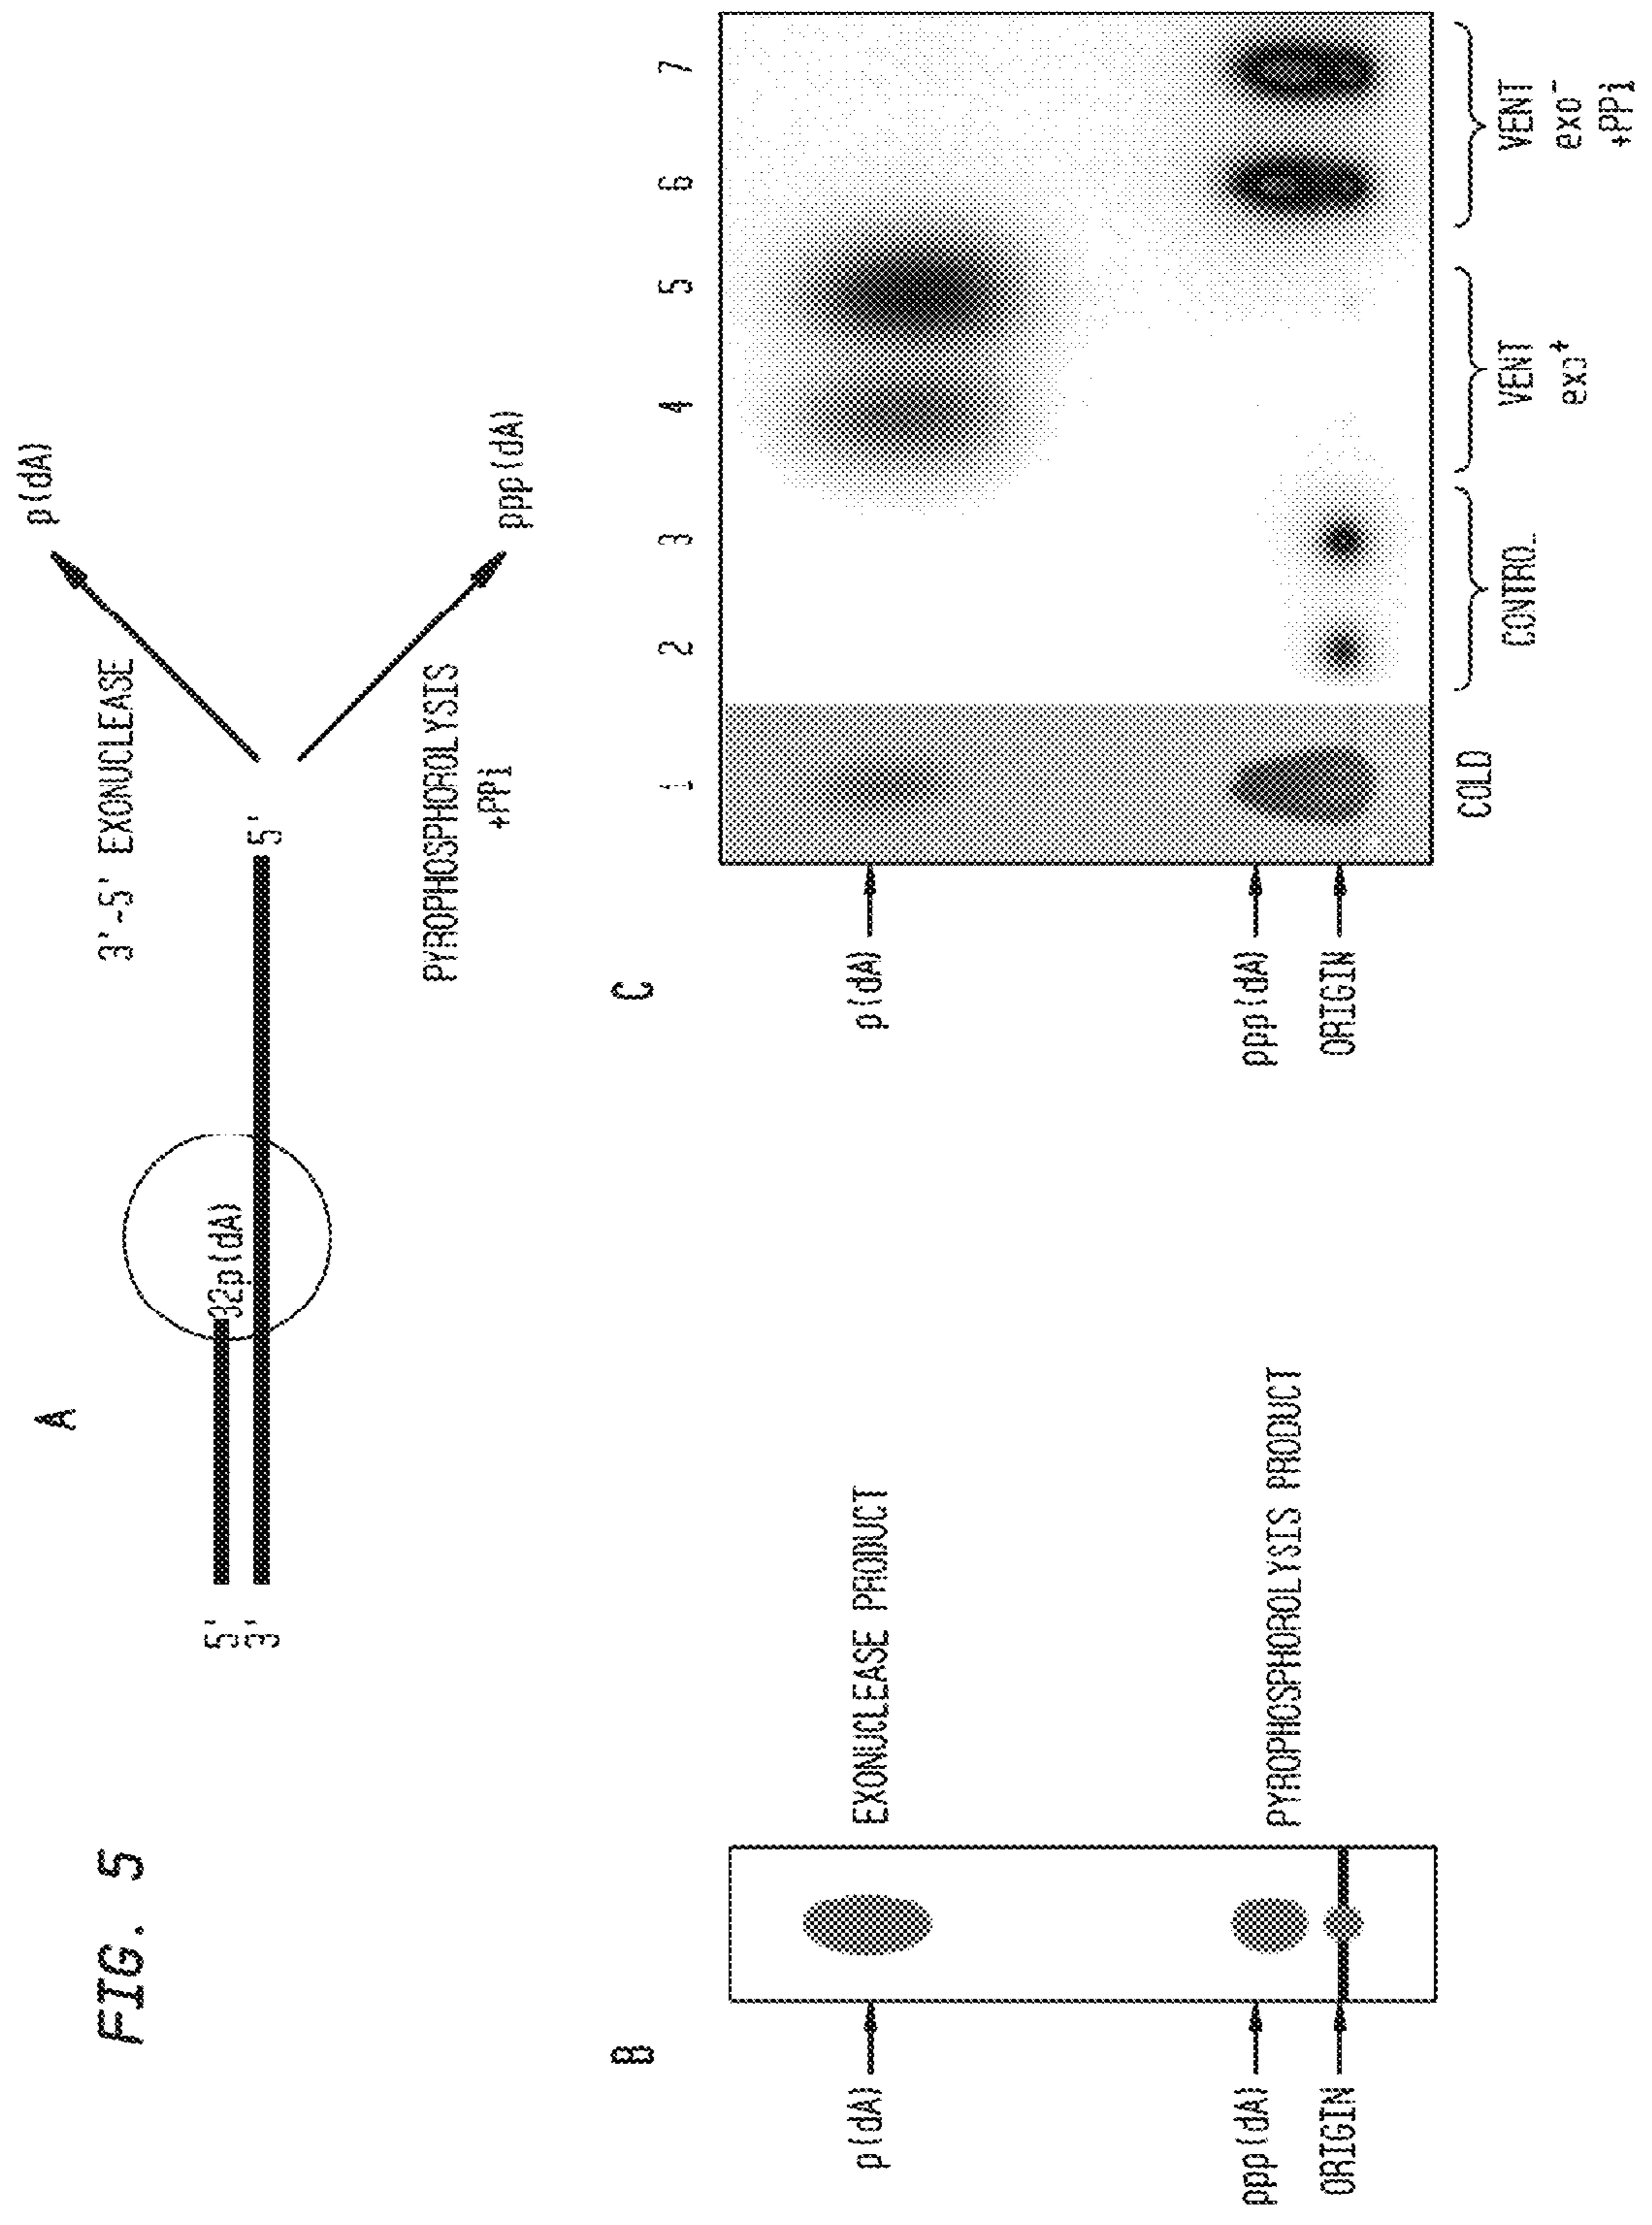 FIG. 5
A
5'
3'
32p(dA)
5'
3'-5' EXONUCLEASE
p(dA)
PYROPHOSPHOROLYSIS
+PPi
ppp(dA)
B
p(dA)
ppp(dA)
ORIGIN
EXONUCLEASE PRODUCT
PYROPHOSPHOROLYSIS PRODUCT
C
p(dA)
ppp(dA)
ORIGIN
1 2 3 4 5 6 7
COLD
CONTROL
VENT
exo+
VENT
exo-
+PPi